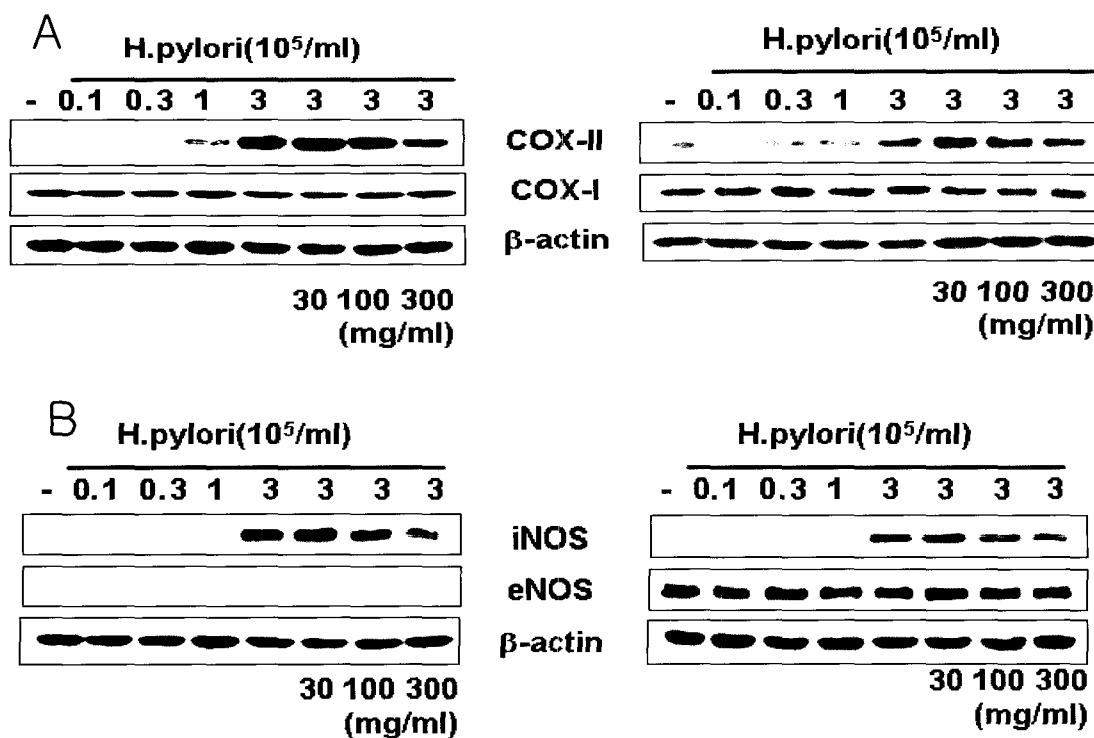 A
H.pylori(10⁵/ml)
- 0.1 0.3 1 3 3 3 3
H.pylori(10⁵/ml)
- 0.1 0.3 1 3 3 3 3
COX-II
COX-I
β-actin
30 100 300
(mg/ml)
30 100 300
(mg/ml)
B
H.pylori(10⁵/ml)
- 0.1 0.3 1 3 3 3 3
H.pylori(10⁵/ml)
- 0.1 0.3 1 3 3 3 3
iNOS
eNOS
β-actin
30 100 300
(mg/ml)
30 100 300
(mg/ml)